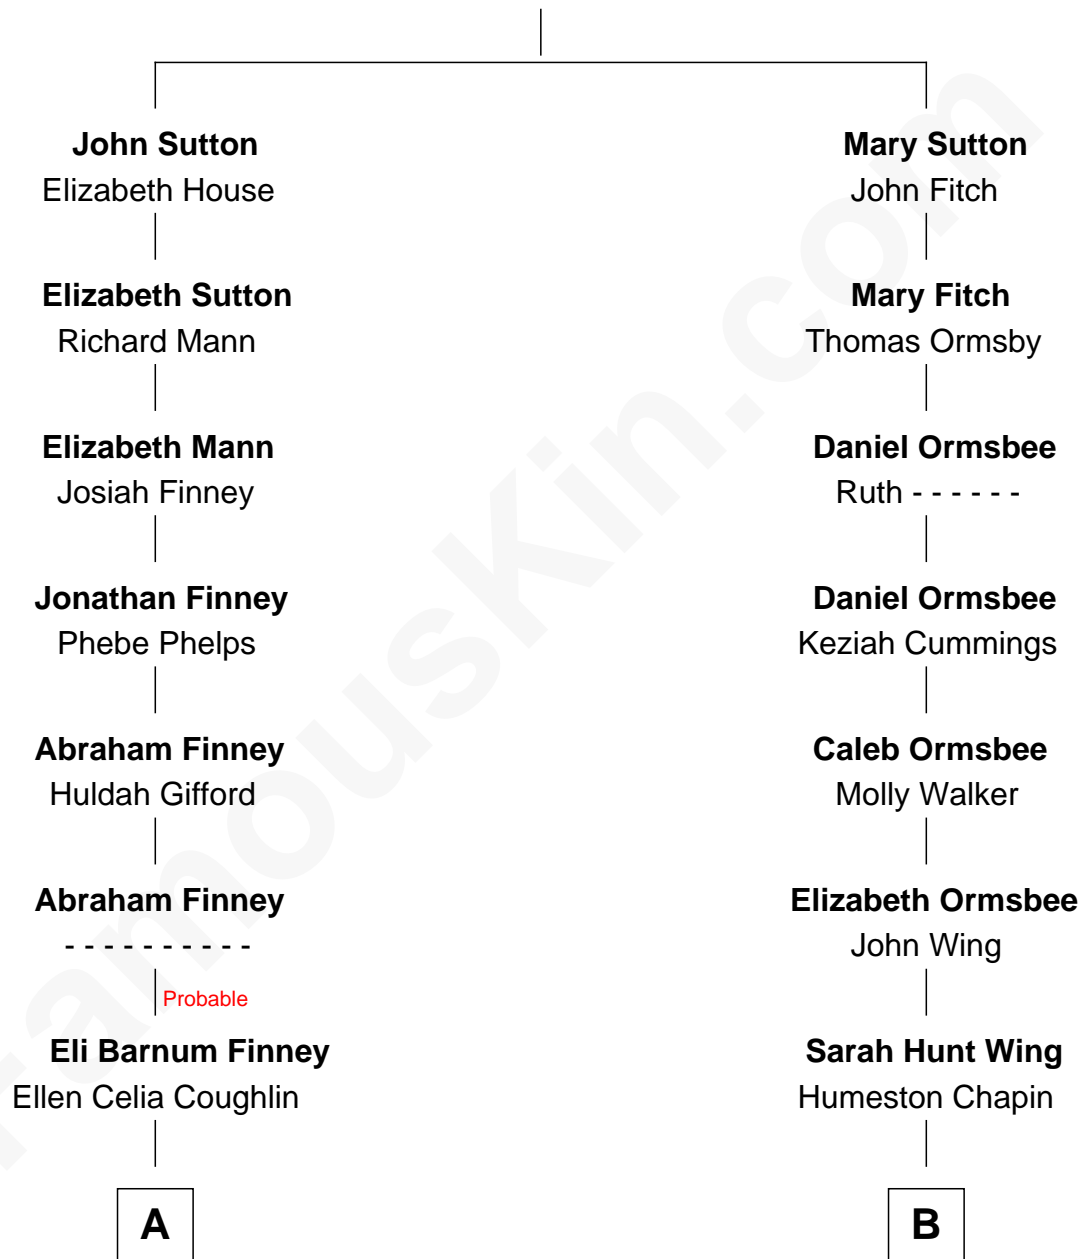 John Sutton
Elizabeth House
Elizabeth Sutton
Richard Mann
Elizabeth Mann
Josiah Finney
Jonathan Finney
Phebe Phelps
Abraham Finney
Huldah Gifford
Abraham Finney
- - - - - - - - - -
Probable
Eli Barnum Finney
Ellen Celia Coughlin
A
Mary Sutton
John Fitch
Mary Fitch
Thomas Ormsby
Daniel Ormsbee
Ruth - - - - - -
Daniel Ormsbee
Keziah Cummings
Caleb Ormsbee
Molly Walker
Elizabeth Ormsbee
John Wing
Sarah Hunt Wing
Humeston Chapin
B
FamousKin.com